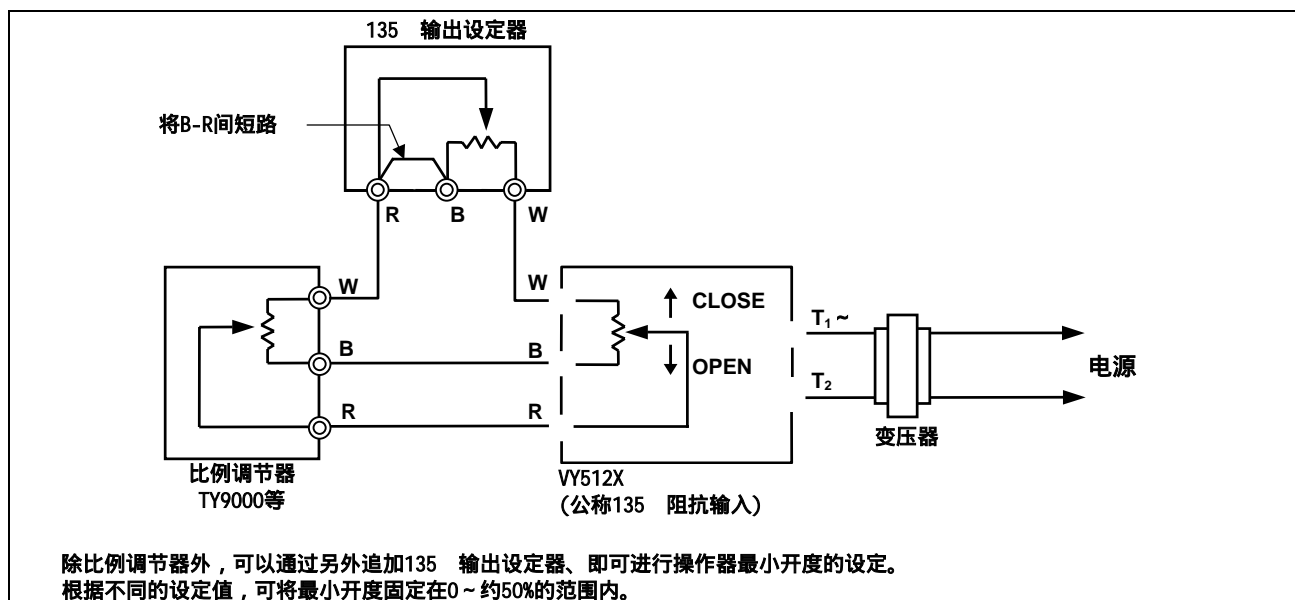 135 输出设定器
将B-R间短路
R B W
W
B
R
比例调节器
TY9000等
W
B
R
CLOSE
OPEN
VY512X
(公称135 阻抗输入)
T₁~
T₂
变压器
电源
除比例调节器外，可以通过另外追加135 输出设定器、即可进行操作器最小开度的设定。
根据不同的设定值，可将最小开度固定在0~约50%的范围内。